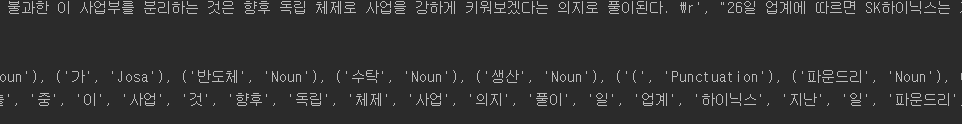 불과한 이 사업부를 분리하는 것은 향후 독립 체제로 사업을 강하게 키워보겠다는 의지로 풀이된다. ₩r', "26일 업계에 따르면 SK하이닉스는
oun'), ('가', 'Josa'), ('반도체', 'Noun'), ('수탁', 'Noun'), ('생산', 'Noun'), ('(', 'Punctuation'), ('파운드리', 'Noun'),
', '중', '이', '사업', '것', '향후', '독립', '체제', '사업', '의지', '풀이', '일', '업계', '하이닉스', '지난', '일', '파운드리'